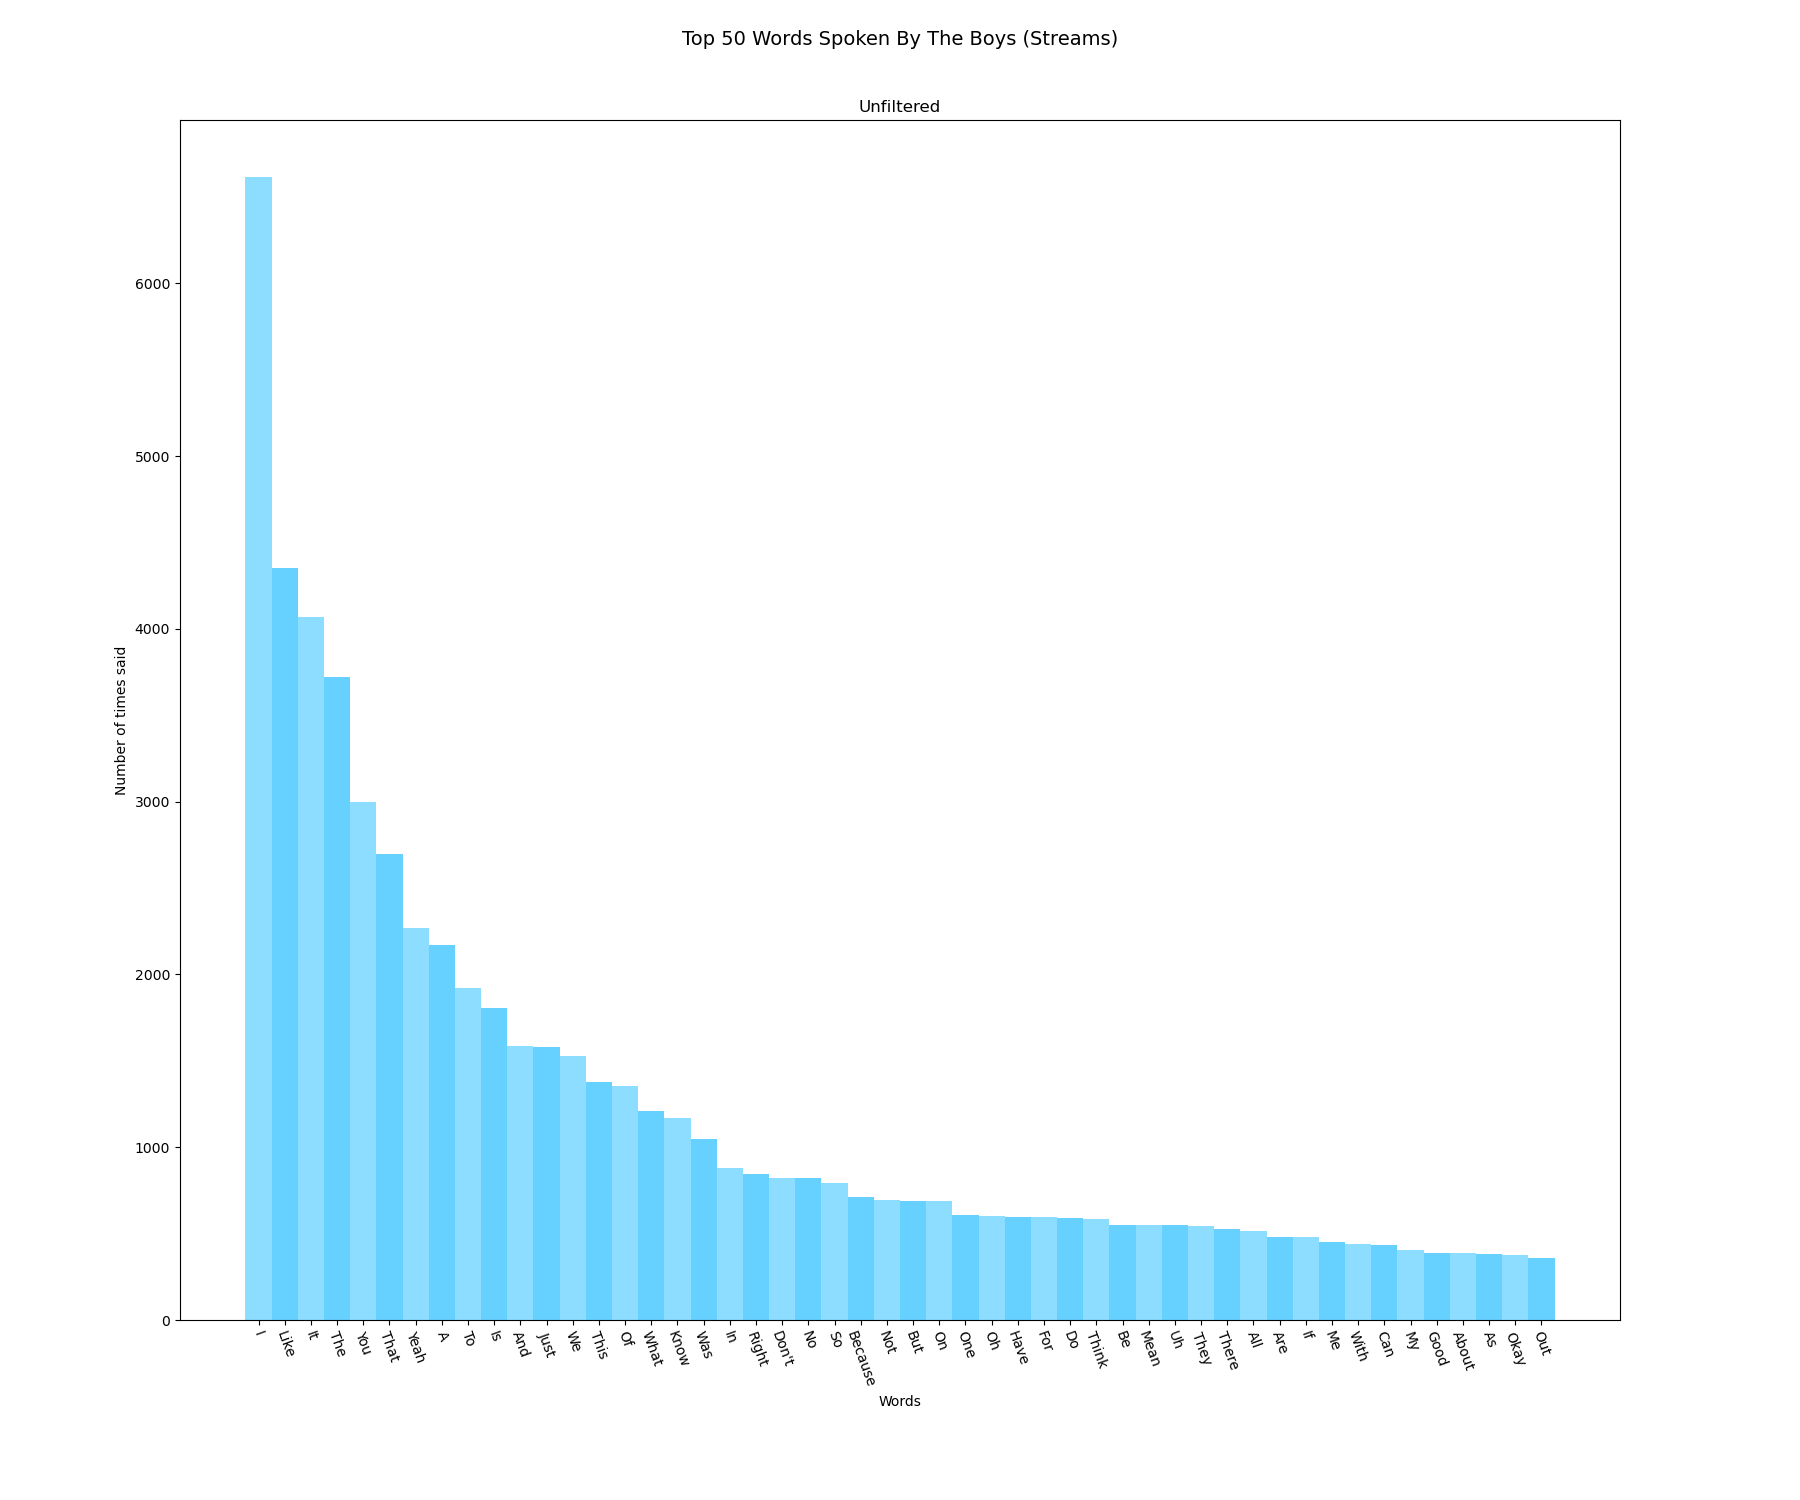 Top 50 Words Spoken By The Boys (Streams)
Unfiltered
6000
5000
4000
3000
2000
1000
0
Number of times said
I Like It The You That Yeah A To Is And Just We This Of What Know Was In Right Don't No So Because Not But On One Oh Have For Do Think Be Mean Uh They There All Are If Me With Can My Good About As Okay Out
Words